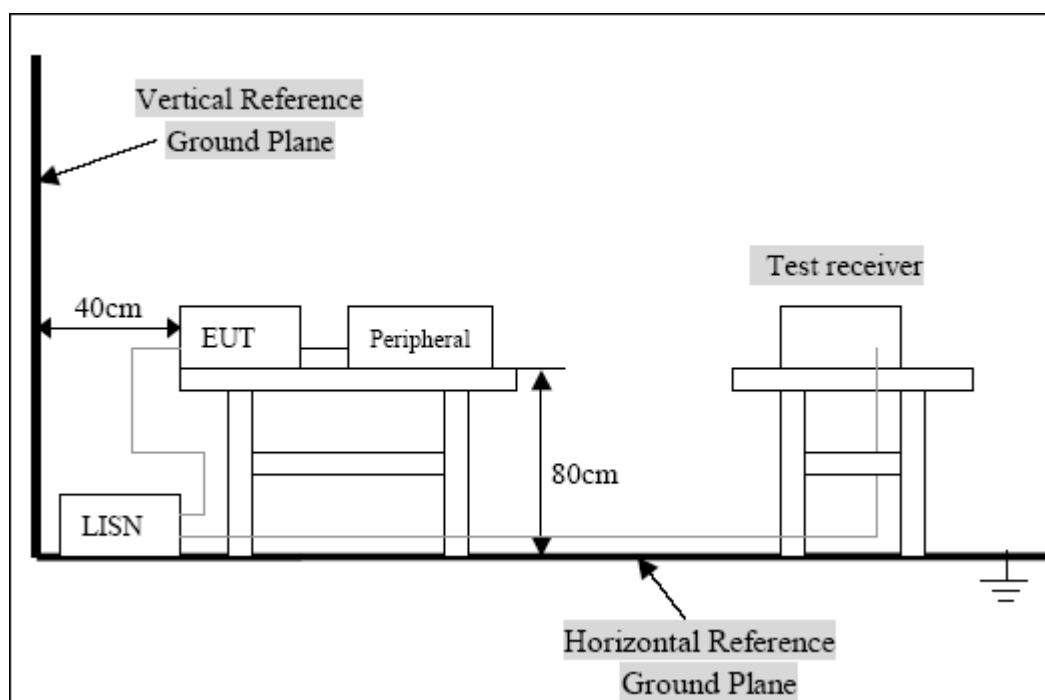 Vertical Reference
Ground Plane
Test receiver
40cm
EUT
Peripheral
80cm
LISN
Horizontal Reference
Ground Plane